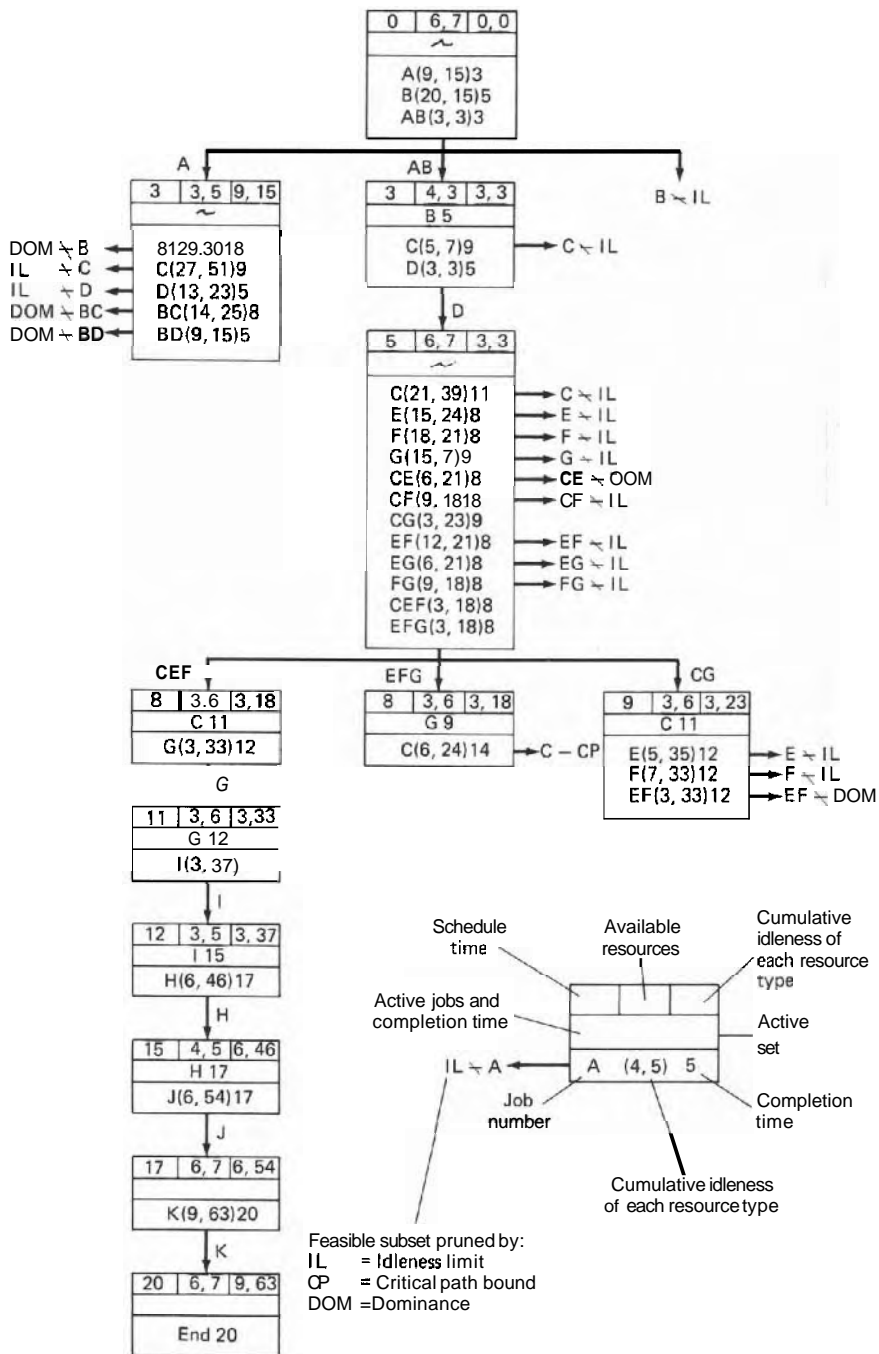 0 6,7 0,0
~
A(9, 15)3
B(20, 15)5
AB(3, 3)3
A
AB
B ≁ IL
3 3, 5 9, 15
~
8129.3018
C(27, 51)9
D(13, 23)5
BC(14, 25)8
BD(9, 15)5
DOM ≁ B
IL ≁ C
IL ≁ D
DOM ≁ BC
DOM ≁ BD
3 4, 3 3, 3
B 5
C(5, 7)9
D(3, 3)5
C ≁ IL
D
5 6, 7 3, 3
~
C(21, 39)11
E(15, 24)8
F(18, 21)8
G(15, 7)9
CE(6, 21)8
CF(9, 1818
CG(3, 23)9
EF(12, 21)8
EG(6, 21)8
FG(9, 18)8
CEF(3, 18)8
EFG(3, 18)8
C ≁ IL
E ≁ IL
F ≁ IL
G ≁ IL
CE ≁ OOM
CF ≁ IL
EF ≁ IL
EG ≁ IL
FG ≁ IL
CEF
EFG
CG
8 3.6 3, 18
C 11
G(3, 33)12
G
8 3, 6 3, 18
G 9
C(6, 24)14
C – CP
9 3, 6 3, 23
C 11
E(5, 35)12
F(7, 33)12
EF(3, 33)12
E ≁ IL
F ≁ IL
EF ≁ DOM
11 3, 6 3,33
G 12
I(3, 37)
I
12 3, 5 3, 37
I 15
H(6, 46)17
H
15 4, 5 6, 46
H 17
J(6, 54)17
J
17 6, 7 6, 54
K(9, 63)20
K
20 6, 7 9, 63
End 20
Schedule
time
Available
resources
Cumulative
idleness of
each resource
type
Active jobs and
completion time
Active
set
IL ≁ A
A (4, 5) 5
Job
number
Completion
time
Cumulative idleness
of each resource type
Feasible subset pruned by:
IL = Idleness limit
CP = Critical path bound
DOM =Dominance